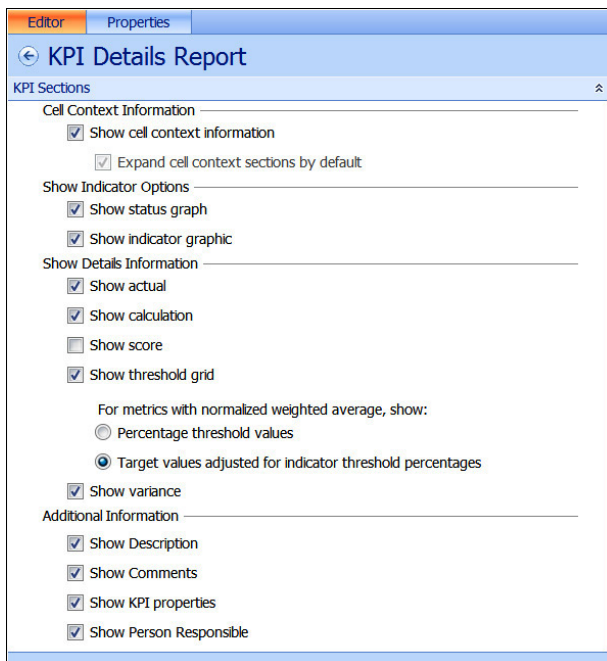 Editor Properties
KPI Details Report
KPI Sections
Cell Context Information
Show cell context information
Expand cell context sections by default
Show Indicator Options
Show status graph
Show indicator graphic
Show Details Information
Show actual
Show calculation
Show score
Show threshold grid
For metrics with normalized weighted average, show:
Percentage threshold values
Target values adjusted for indicator threshold percentages
Show variance
Additional Information
Show Description
Show Comments
Show KPI properties
Show Person Responsible